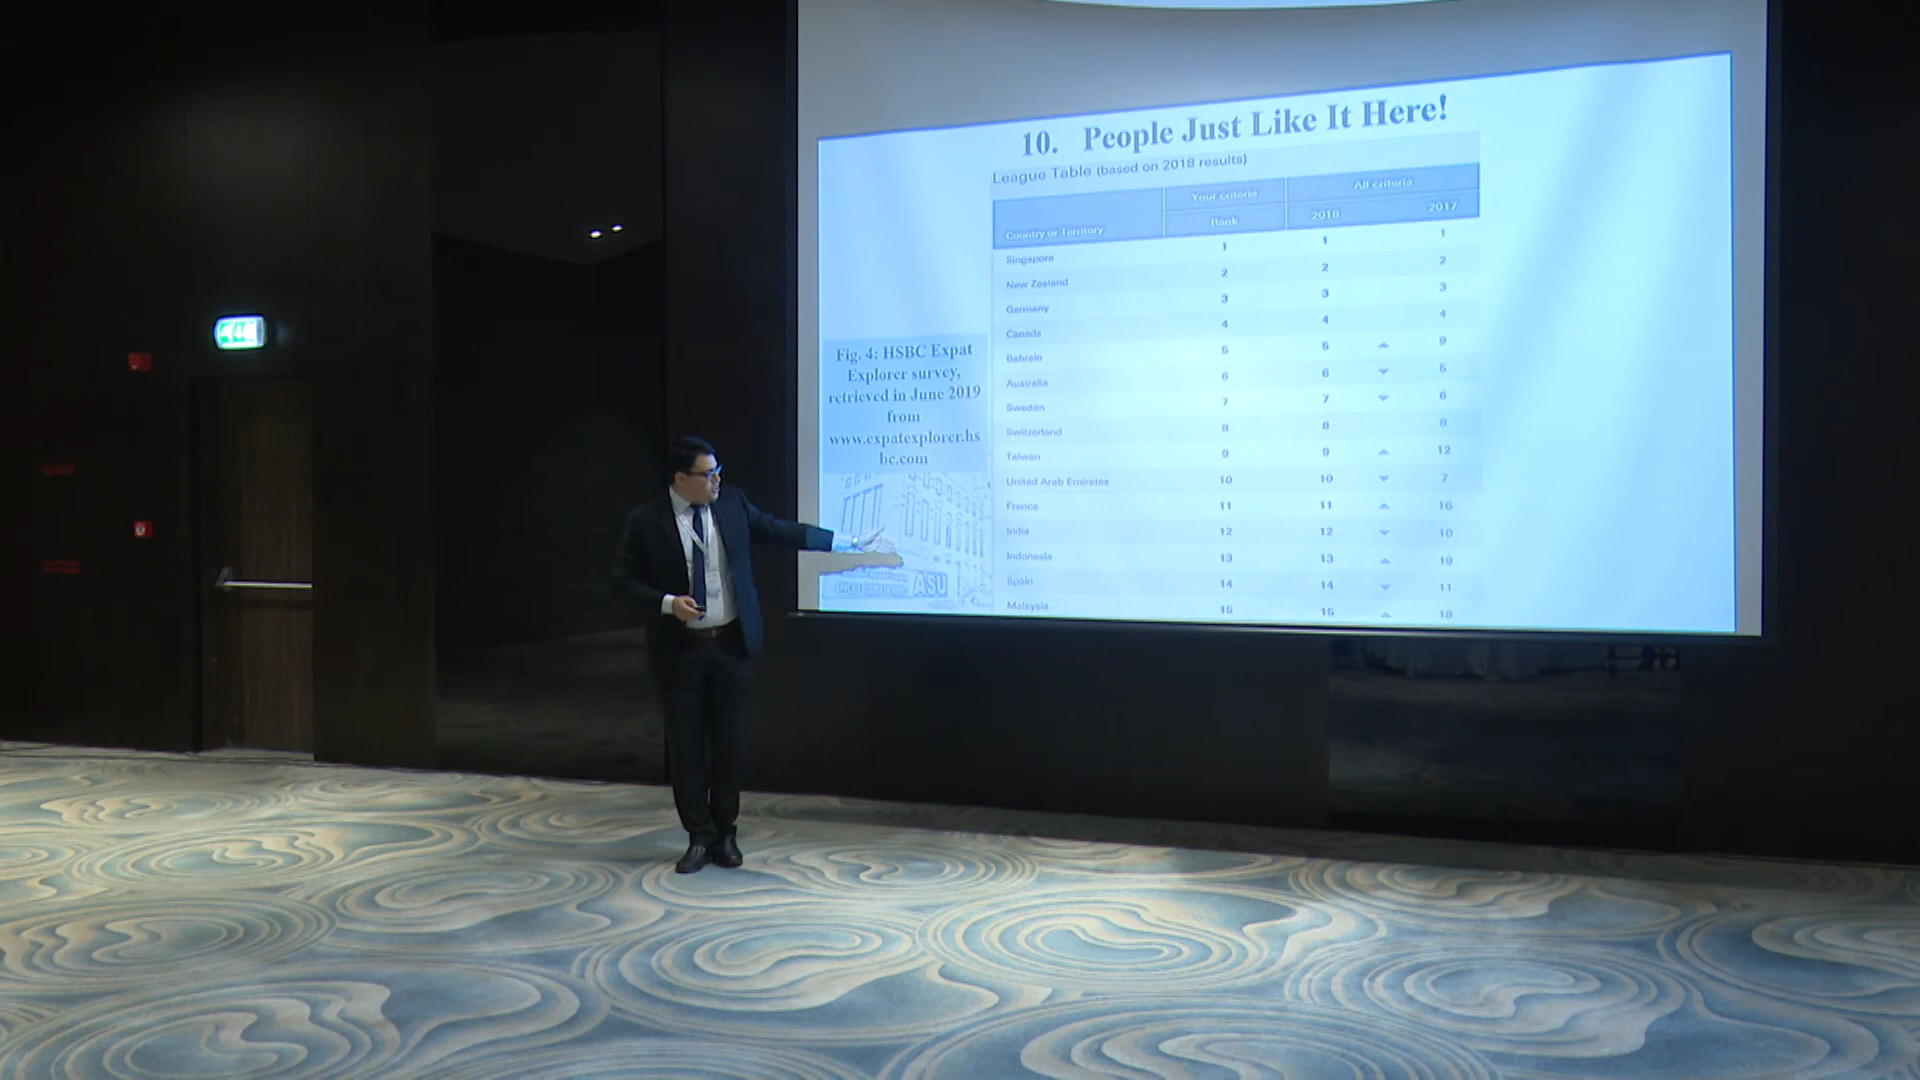 10. People Just Like It Here!
League Table (based on 2018 results)
Your criteria All criteria
Country or Territory Rank 2018 2017
Singapore 1 1 1
New Zealand 2 2 2
Germany 3 3 3
Canada 4 4 4
Bahrain 5 5 9
Australia 6 6 5
Sweden 7 7 6
Switzerland 8 8 8
Taiwan 9 9 12
United Arab Emirates 10 10 7
France 11 11 16
India 12 12 10
Indonesia 13 13 19
Spain 14 14 11
Malaysia 15 15 18
Fig. 4: HSBC Expat
Explorer survey,
retrieved in June 2019
from
www.expatexplorer.hs
bc.com
ASU